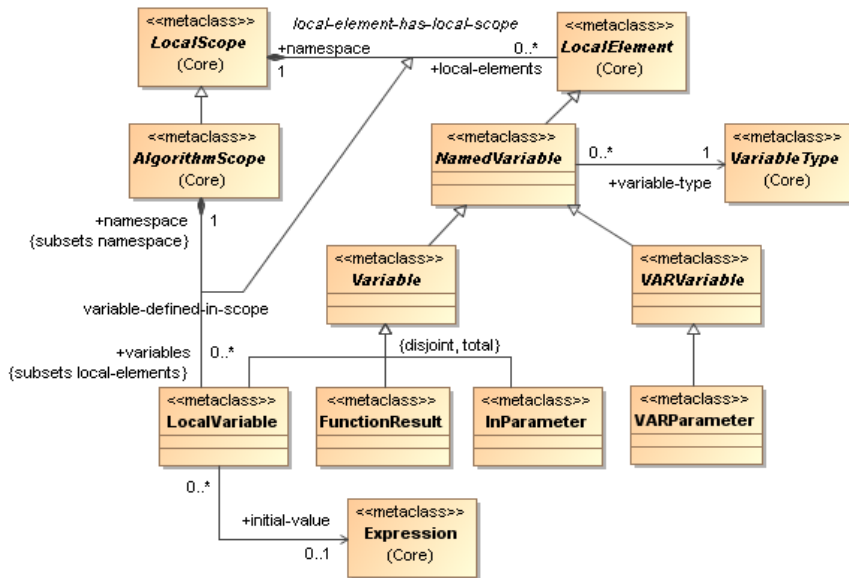 <<metaclass>>
LocalScope
(Core)
local-element-has-local-scope
+namespace
1
0..*
+local-elements
<<metaclass>>
LocalElement
(Core)
<<metaclass>>
AlgorithmScope
(Core)
<<metaclass>>
NamedVariable
0..*
1
+variable-type
<<metaclass>>
VariableType
(Core)
+namespace
1
{subsets namespace}
<<metaclass>>
Variable
<<metaclass>>
VARVariable
variable-defined-in-scope
+variables
0..*
{subsets local-elements}
{disjoint, total}
<<metaclass>>
LocalVariable
<<metaclass>>
FunctionResult
<<metaclass>>
InParameter
<<metaclass>>
VARParameter
0..*
+initial-value
0..1
<<metaclass>>
Expression
(Core)